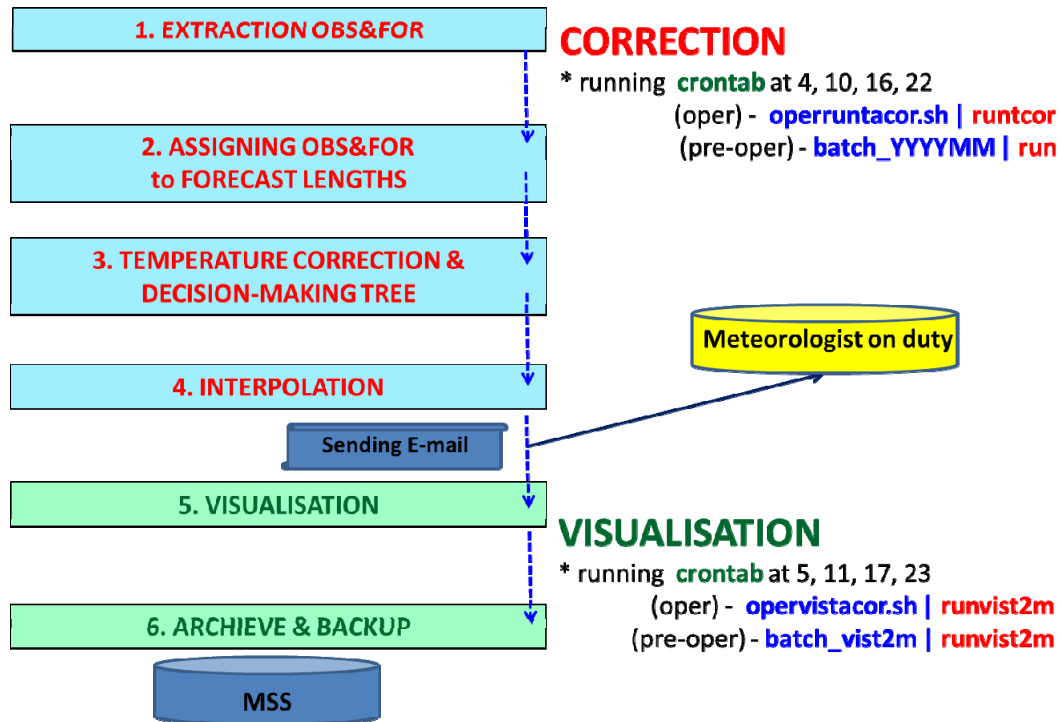 1. EXTRACTION OBS&FOR
CORRECTION
* running crontab at 4, 10, 16, 22
(oper) - operruntacor.sh | runtcor
(pre-oper) - batch_YYYYMM | run
2. ASSIGNING OBS&FOR
to FORECAST LENGTHS
3. TEMPERATURE CORRECTION &
DECISION-MAKING TREE
Meteorologist on duty
4. INTERPOLATION
Sending E-mail
5. VISUALISATION
VISUALISATION
* running crontab at 5, 11, 17, 23
(oper) - opervistacor.sh | runvist2m
(pre-oper) - batch_vist2m | runvist2m
6. ARCHIEVE & BACKUP
MSS